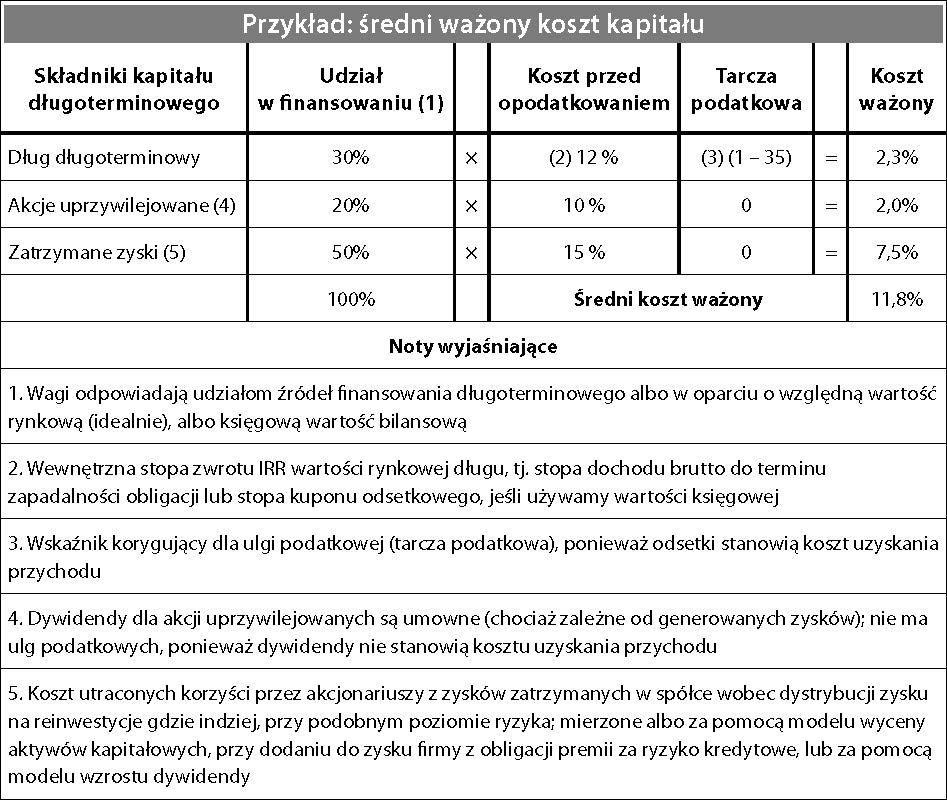 Przykład: średni ważony koszt kapitału
Składniki kapitału długoterminowego Udział w finansowaniu (1) Koszt przed opodatkowaniem Tarcza podatkowa Koszt ważony
Dług długoterminowy 30% × (2) 12 % (3) (1 – 35) = 2,3%
Akcje uprzywilejowane (4) 20% × 10 % 0 = 2,0%
Zatrzymane zyski (5) 50% × 15 % 0 = 7,5%
100% Średni koszt ważony 11,8%
Noty wyjaśniające
1. Wagi odpowiadają udziałom źródeł finansowania długoterminowego albo w oparciu o względną wartość
rynkową (idealnie), albo księgową wartość bilansową
2. Wewnętrzna stopa zwrotu IRR wartości rynkowej długu, tj. stopa dochodu brutto do terminu
zapadalności obligacji lub stopa kuponu odsetkowego, jeśli używamy wartości księgowej
3. Wskaźnik korygujący dla ulgi podatkowej (tarcza podatkowa), ponieważ odsetki stanowią koszt uzyskania
przychodu
4. Dywidendy dla akcji uprzywilejowanych są umowne (chociaż zależne od generowanych zysków); nie ma
ulg podatkowych, ponieważ dywidendy nie stanowią kosztu uzyskania przychodu
5. Koszt utraconych korzyści przez akcjonariuszy z zysków zatrzymanych w spółce wobec dystrybucji zysku
na reinwestycje gdzie indziej, przy podobnym poziomie ryzyka; mierzone albo za pomocą modelu wyceny
aktywów kapitałowych, przy dodaniu do zysku firmy z obligacji premii za ryzyko kredytowe, lub za pomocą
modelu wzrostu dywidendy